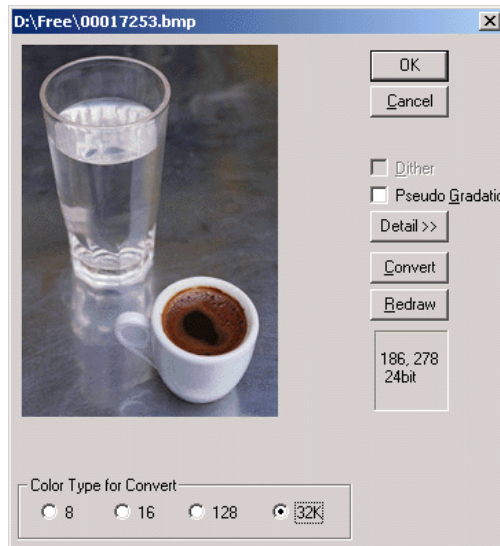 D:\Free\00017253.bmp
OK
Cancel
Dither
Pseudo Gradatio
Detail >>
Convert
Redraw
186, 278
24bit
Color Type for Convert
8 16 128 32K